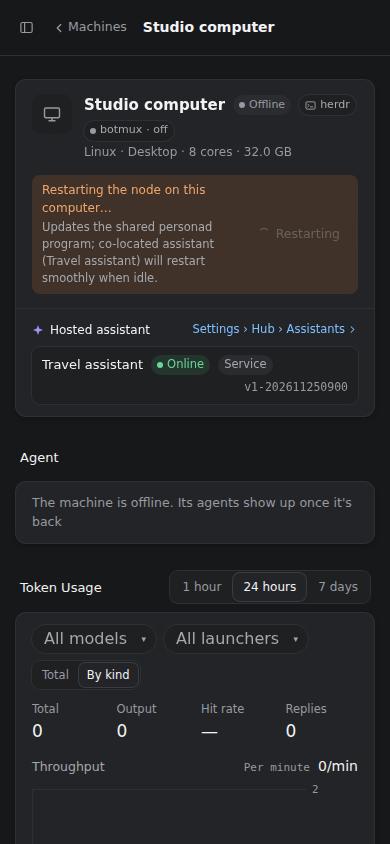 Machines
Studio computer
Studio computer
Offline
herdr
botmux · off
Linux · Desktop · 8 cores · 32.0 GB
Restarting the node on this
computer…
Updates the shared personad
program; co-located assistant
(Travel assistant) will restart
smoothly when idle.
Restarting
Hosted assistant
Settings › Hub › Assistants ›
Travel assistant
Online
Service
v1-202611250900
Agent
The machine is offline. Its agents show up once it's
back
Token Usage
1 hour
24 hours
7 days
All models
All launchers
Total
By kind
Total
Output
Hit rate
Replies
0
0
—
0
Throughput
Per minute 0/min
2